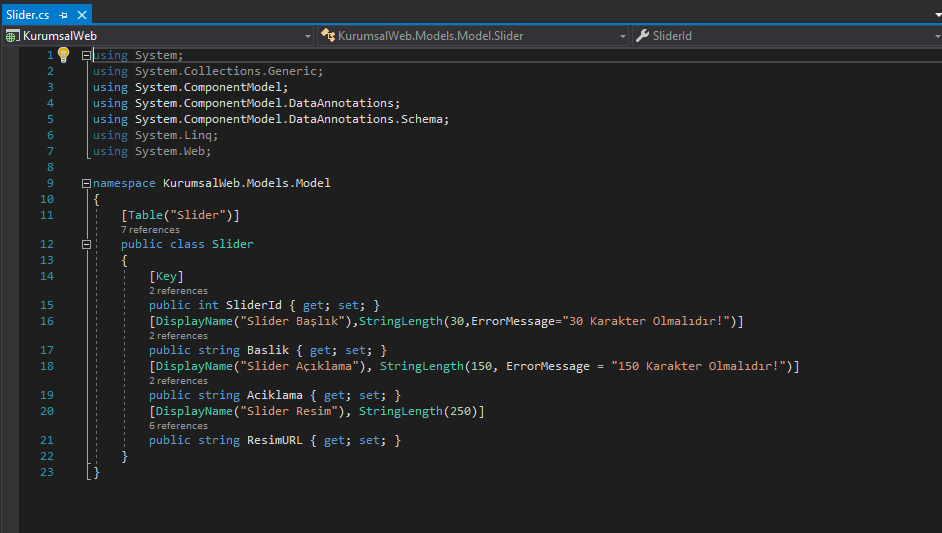 Slider.cs
KurumsalWeb KurumsalWeb.Models.Model.Slider SliderId
1 using System;
2 using System.Collections.Generic;
3 using System.ComponentModel;
4 using System.ComponentModel.DataAnnotations;
5 using System.ComponentModel.DataAnnotations.Schema;
6 using System.Linq;
7 using System.Web;
8
9 namespace KurumsalWeb.Models.Model
10 {
11 [Table("Slider")]
7 references
12 public class Slider
13 {
14 [Key]
2 references
15 public int SliderId { get; set; }
16 [DisplayName("Slider Başlık"),StringLength(30,ErrorMessage="30 Karakter Olmalıdır!")]
2 references
17 public string Baslik { get; set; }
18 [DisplayName("Slider Açıklama"), StringLength(150, ErrorMessage = "150 Karakter Olmalıdır!")]
2 references
19 public string Aciklama { get; set; }
20 [DisplayName("Slider Resim"), StringLength(250)]
6 references
21 public string ResimURL { get; set; }
22 }
23 }